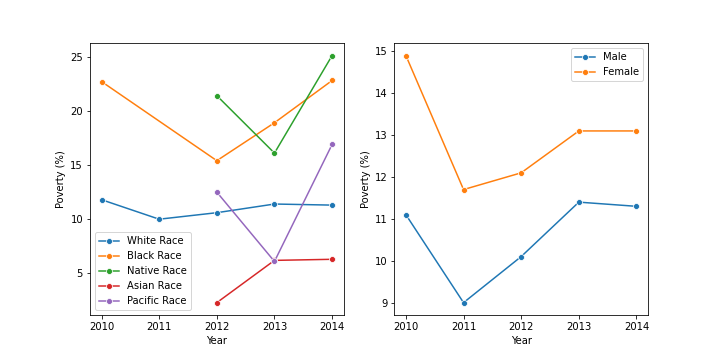 25
20
15
10
5
Poverty (%)
White Race
Black Race
Native Race
Asian Race
Pacific Race
2010 2011 2012 2013 2014
Year
15
14
13
12
11
10
9
Poverty (%)
Male
Female
2010 2011 2012 2013 2014
Year